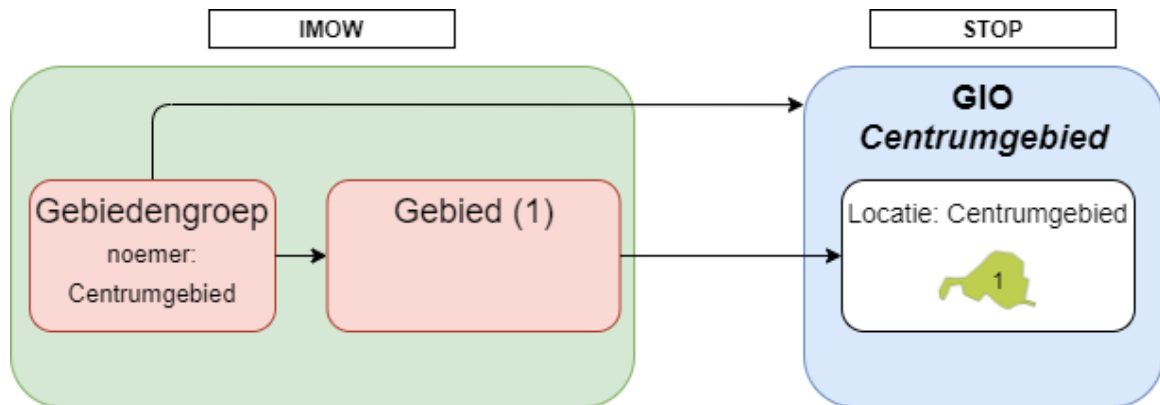 IMOW
STOP
GIO
Centrumgebied
Gebiedengroep
noemer:
Centrumgebied
Gebied (1)
Locatie: Centrumgebied
1